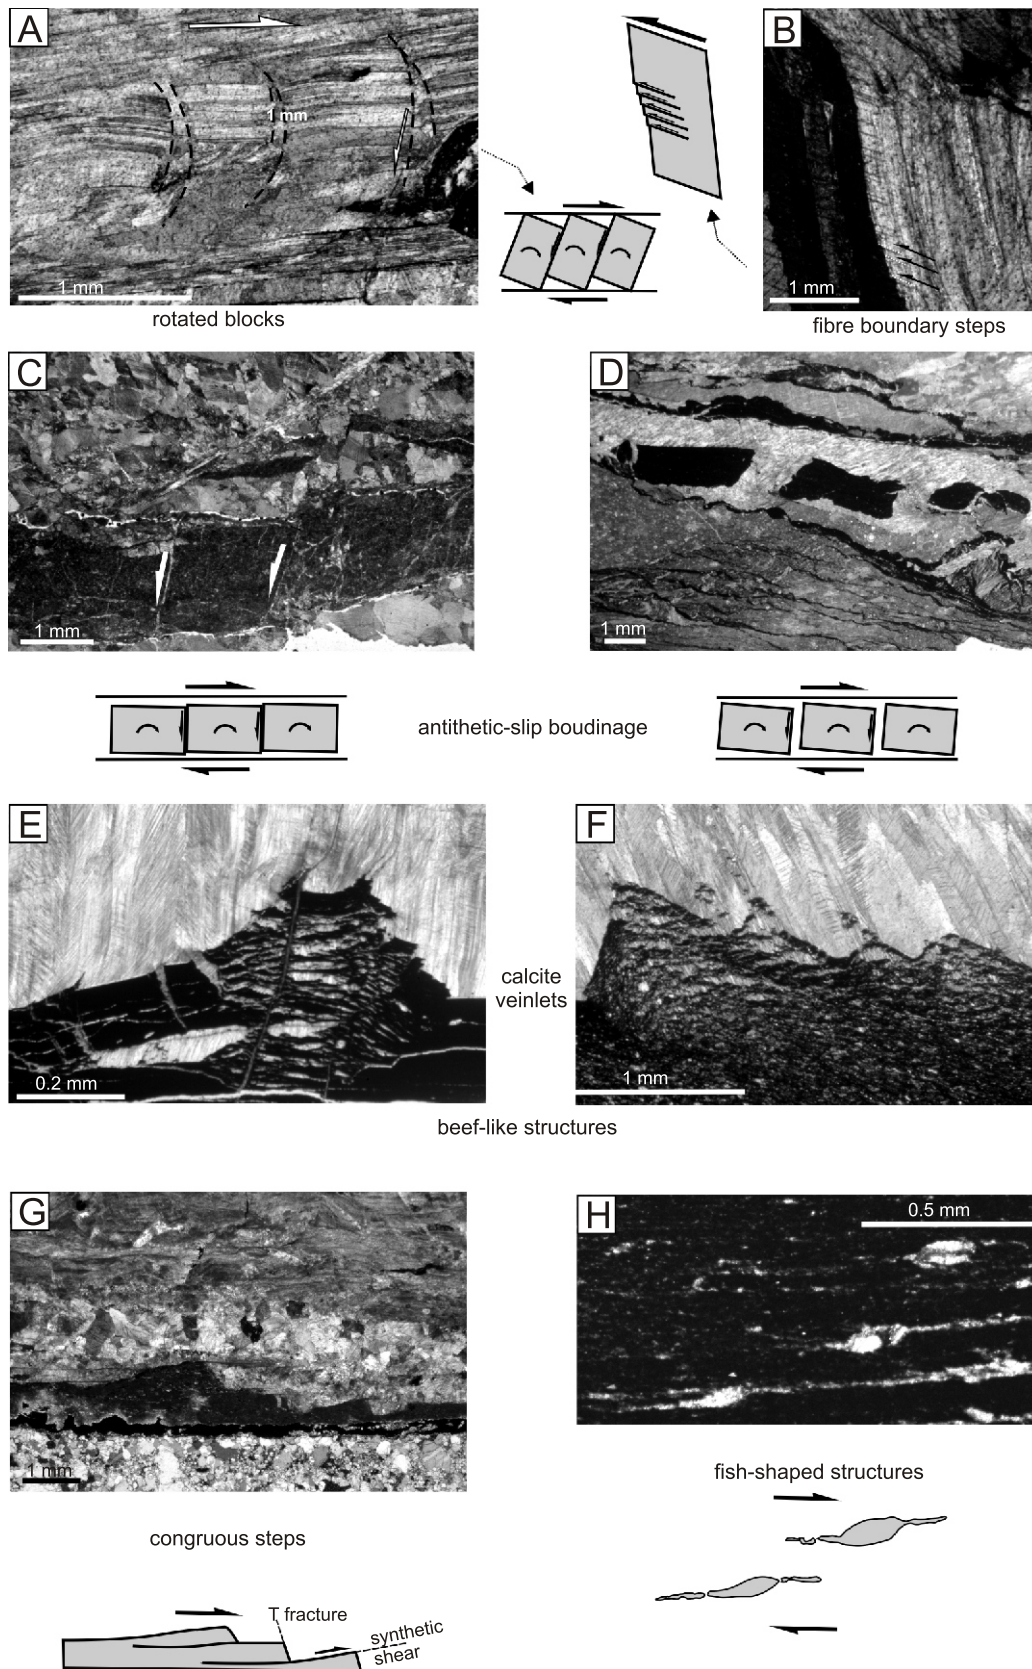 A
1 mm
1 mm
rotated blocks
B
1 mm
fibre boundary steps
C
1 mm
D
1 mm
antithetic-slip boudinage
E
0.2 mm
calcite
veinlets
F
1 mm
beef-like structures
G
1 mm
congruous steps
H
0.5 mm
fish-shaped structures
T fracture
synthetic
shear